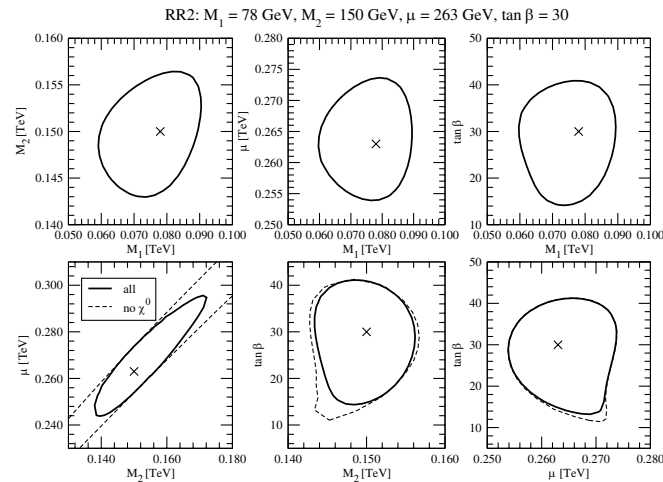 RR2: M₁ = 78 GeV, M₂ = 150 GeV, μ = 263 GeV, tan β = 30
0.160
0.155
0.150
0.145
0.140
M₂ [TeV]
0.050 0.060 0.070 0.080 0.090 0.100
M₁ [TeV]
0.280
0.275
0.270
0.265
0.260
0.255
0.250
μ [TeV]
0.050 0.060 0.070 0.080 0.090 0.100
M₁ [TeV]
50
40
30
20
10
tan β
0.050 0.060 0.070 0.080 0.090 0.100
M₁ [TeV]
0.300
0.280
0.260
0.240
μ [TeV]
all
no χ⁰
0.140 0.160 0.180
M₂ [TeV]
50
40
30
20
10
tan β
0.140 0.150 0.160
M₂ [TeV]
50
40
30
20
10
tan β
0.250 0.260 0.270 0.280
μ [TeV]